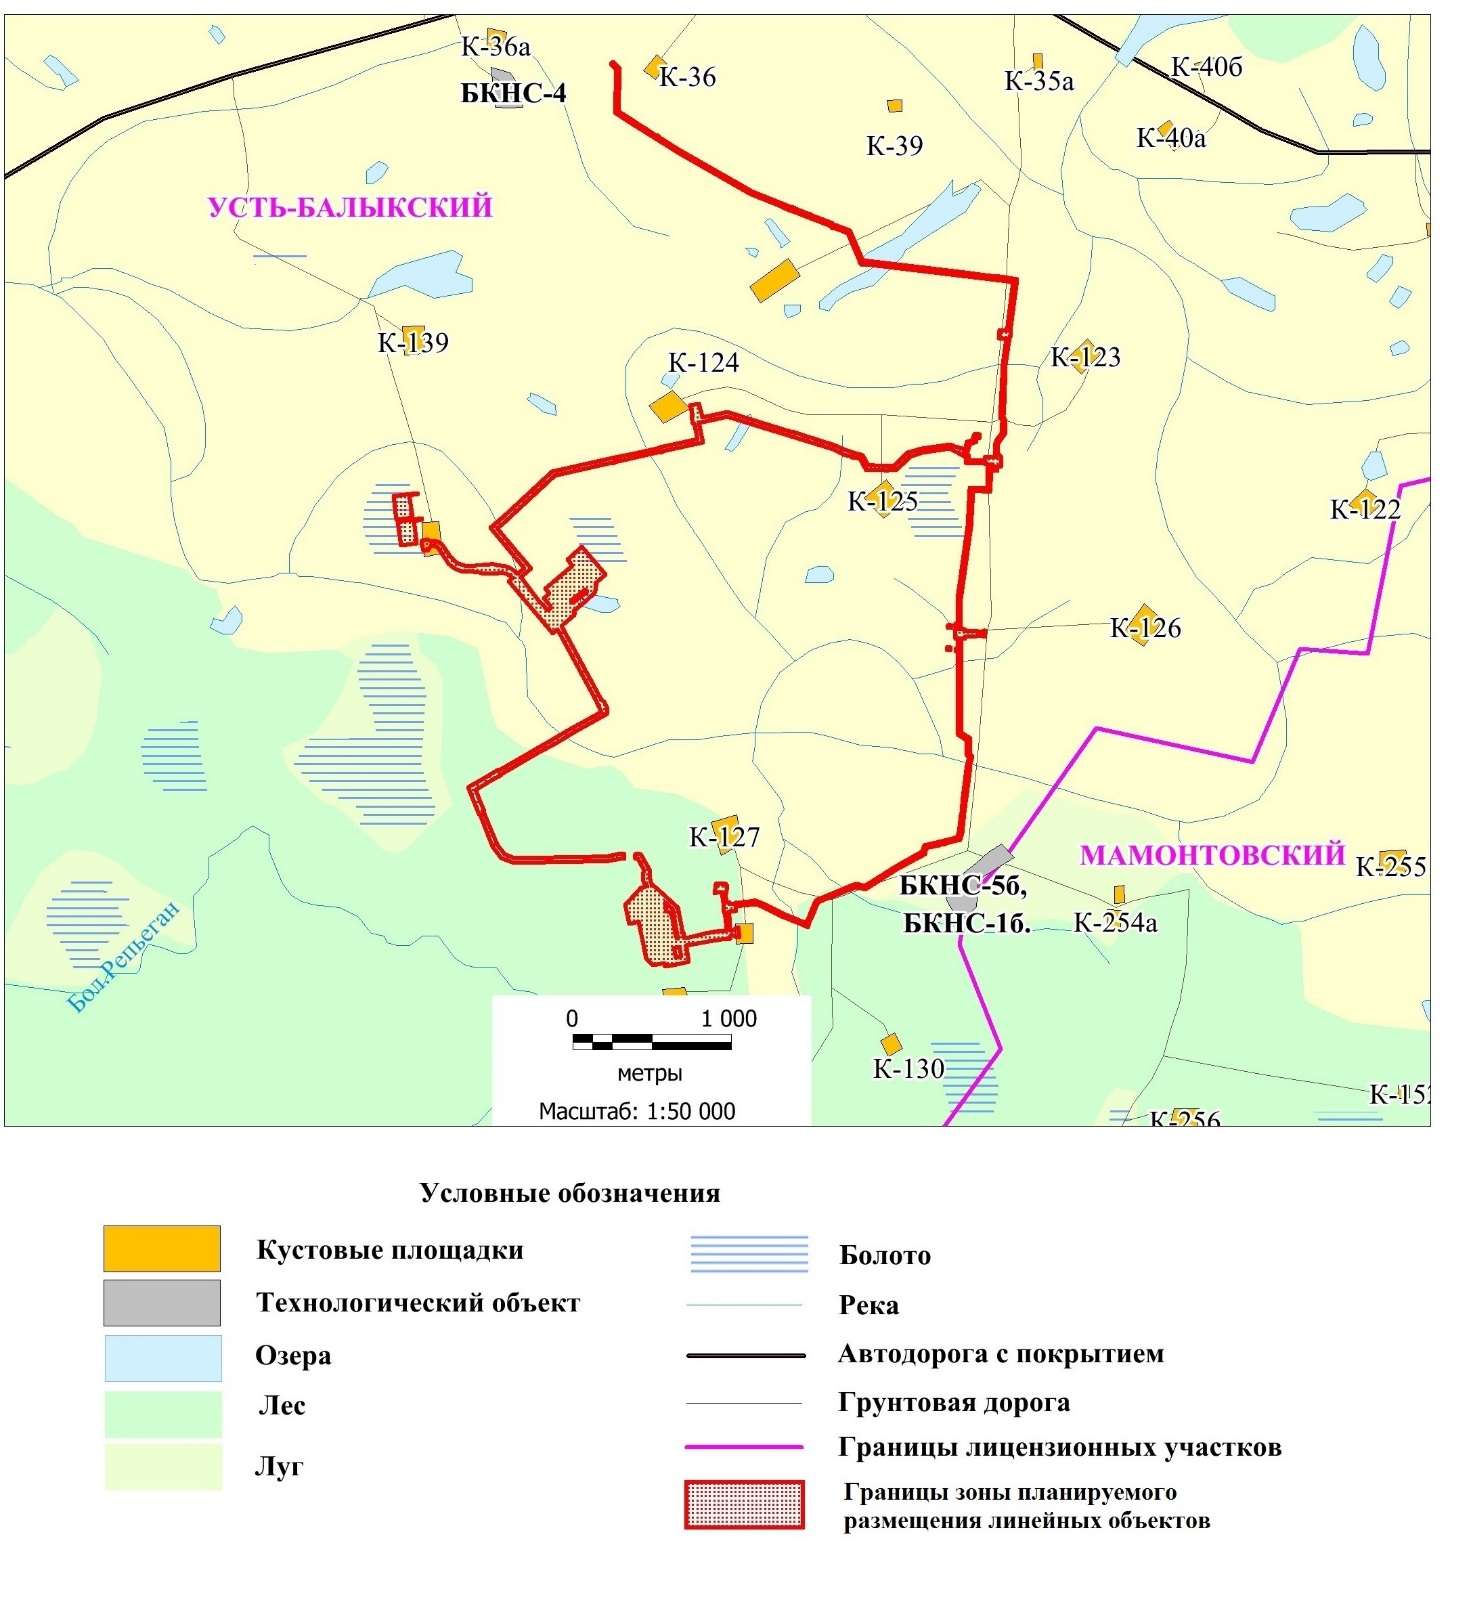 К-36а
БКНС-4
К-36
К-35а
К-40б
К-39
К-40а
УСТЬ-БАЛЫКСКИЙ
К-139
К-124
К-123
К-125
К-122
К-126
К-127
МАМОНТОВСКИЙ
К-255
БКНС-5б,
БКНС-1б.
К-254а
Бол.Репьеган
0 1 000
метры
Масштаб: 1:50 000
К-130
К-152
К-256
Условные обозначения
Кустовые площадки
Технологический объект
Озера
Лес
Луг
Болото
Река
Автодорога с покрытием
Грунтовая дорога
Границы лицензионных участков
Границы зоны планируемого
размещения линейных объектов